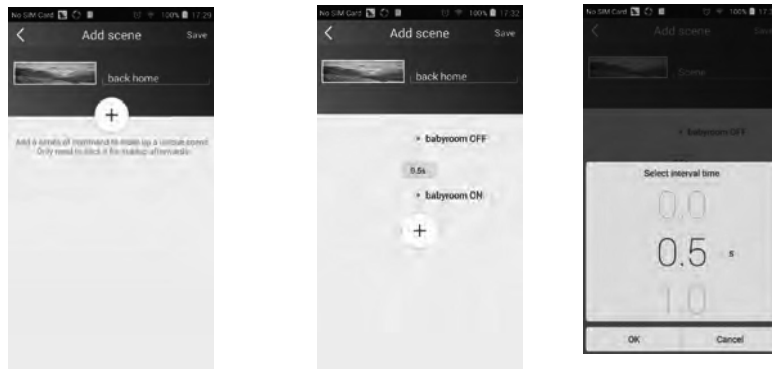 No SIM Card 100% 17:29
Add scene Save
back home
+
Add a series of command to make up a unique scene.
Only need to click it for startup afterwards
No SIM Card 100% 17:32
Add scene Save
back home
babyroom OFF
0.5s
babyroom ON
+
No SIM Card 100%
Add scene Save
Scene
babyroom OFF
Select interval time
0.0
0.5 s
1.0
OK Cancel